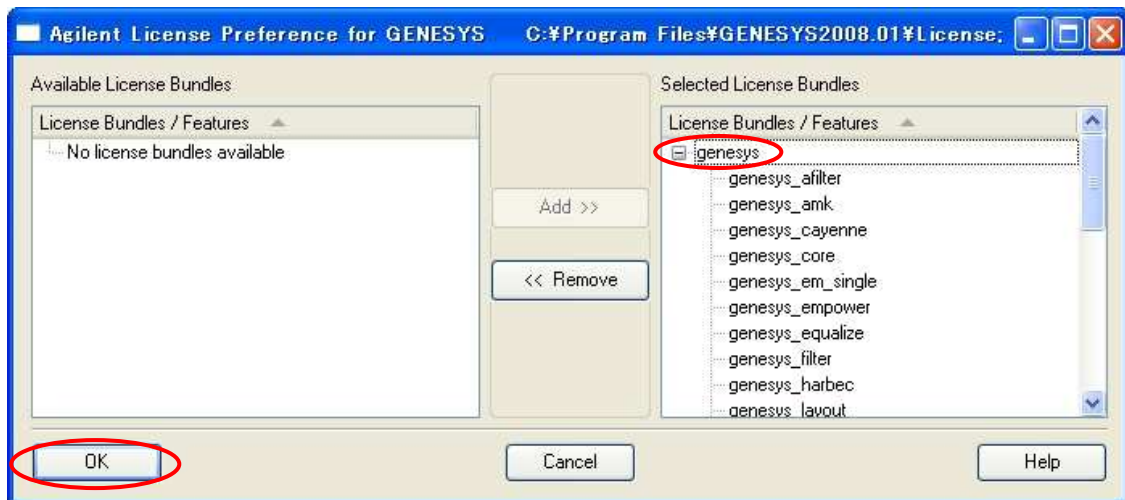 Agilent License Preference for GENESYS C:¥Program Files¥GENESYS2008.01¥License;
Available License Bundles
License Bundles / Features
No license bundles available
Add >>
<< Remove
Selected License Bundles
License Bundles / Features
genesys
genesys_afilter
genesys_amk
genesys_cayenne
genesys_core
genesys_em_single
genesys_empower
genesys_equalize
genesys_filter
genesys_harbec
genesys_layout
OK
Cancel
Help